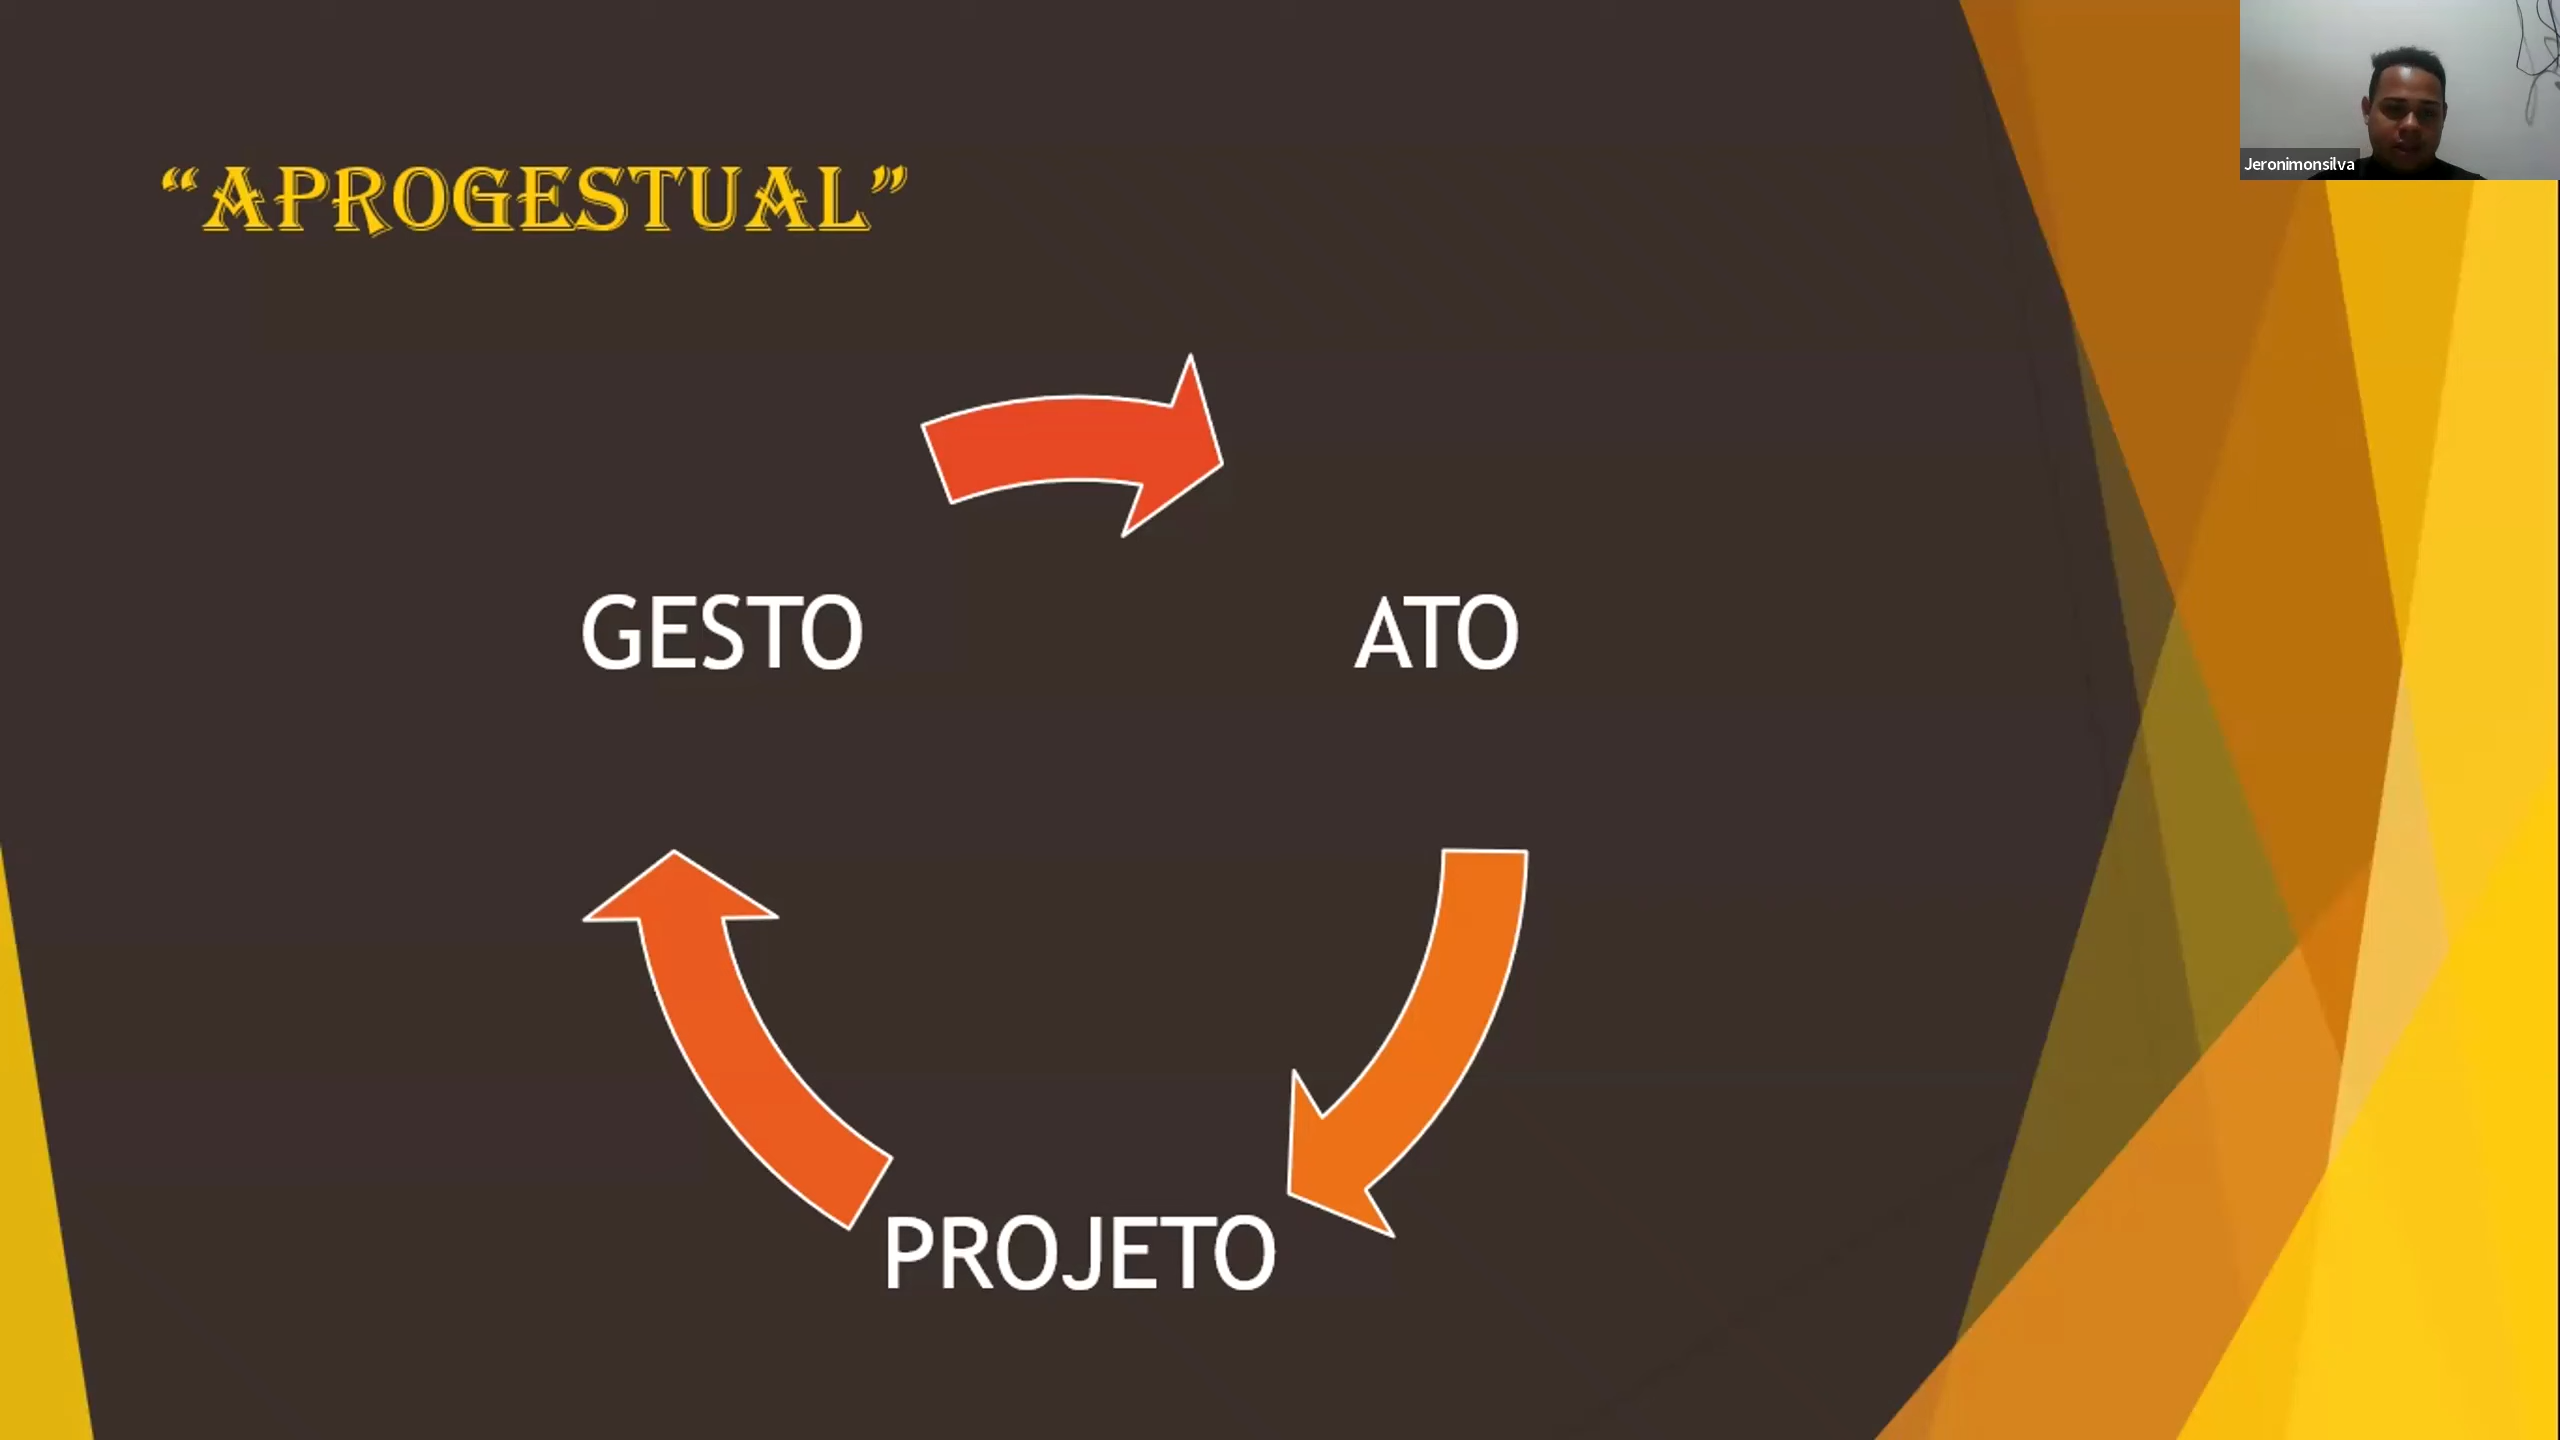 “APROGESTUAL”
Jeronimonsilva
GESTO
ATO
PROJETO